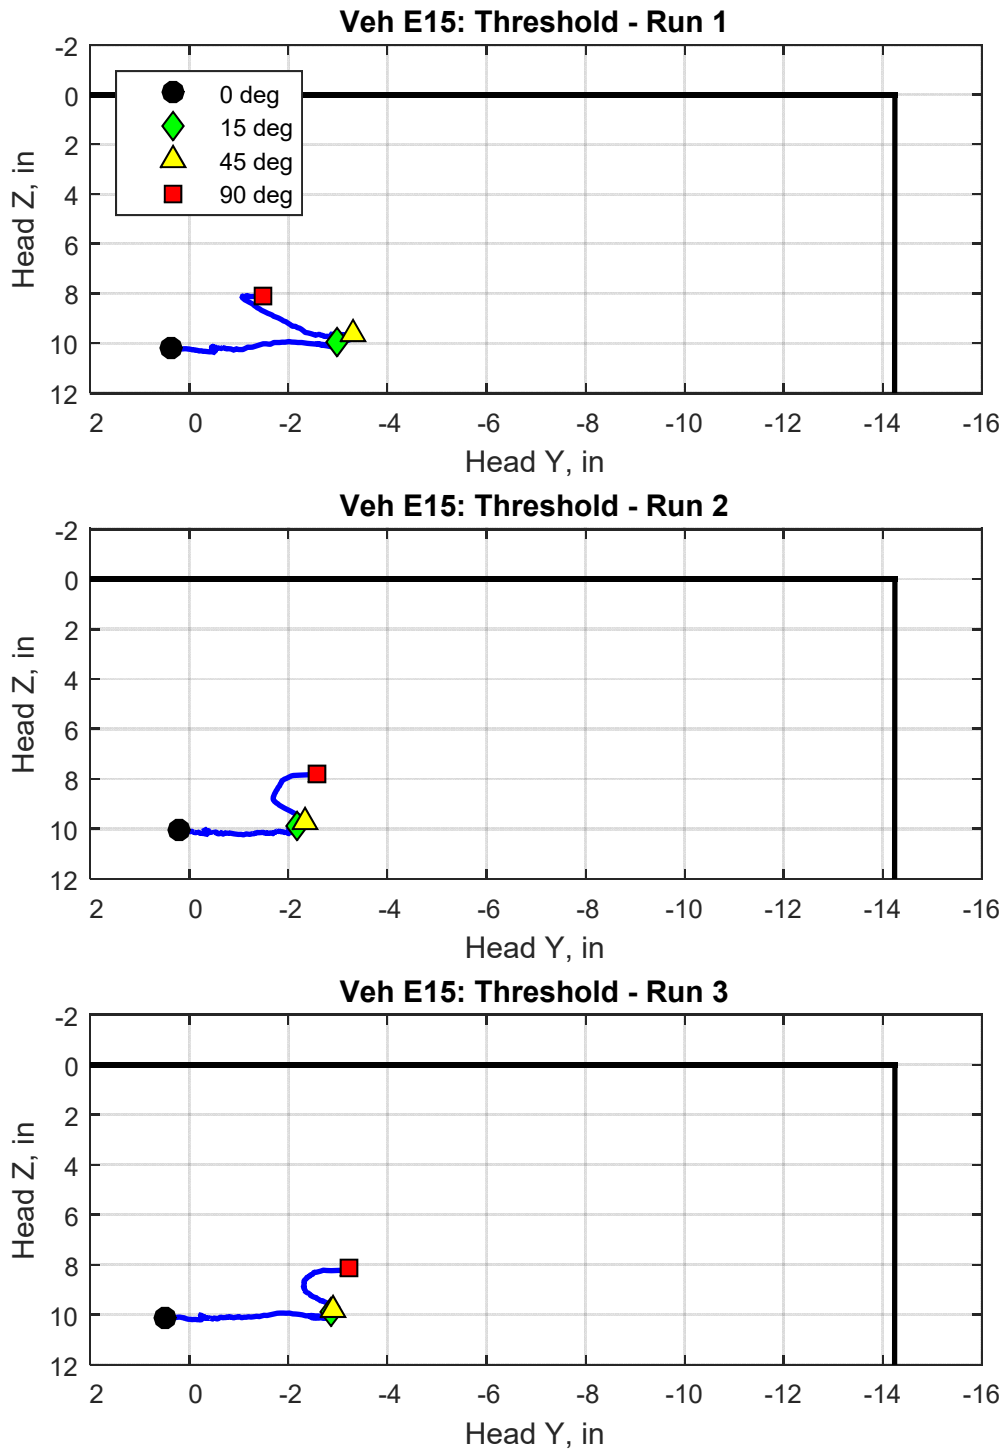 Veh E15: Threshold - Run 1
-2
0
2
4
6
8
10
12
Head Z, in
0 deg
15 deg
45 deg
90 deg
2 0 -2 -4 -6 -8 -10 -12 -14 -16
Head Y, in
Veh E15: Threshold - Run 2
-2
0
2
4
6
8
10
12
Head Z, in
2 0 -2 -4 -6 -8 -10 -12 -14 -16
Head Y, in
Veh E15: Threshold - Run 3
-2
0
2
4
6
8
10
12
Head Z, in
2 0 -2 -4 -6 -8 -10 -12 -14 -16
Head Y, in